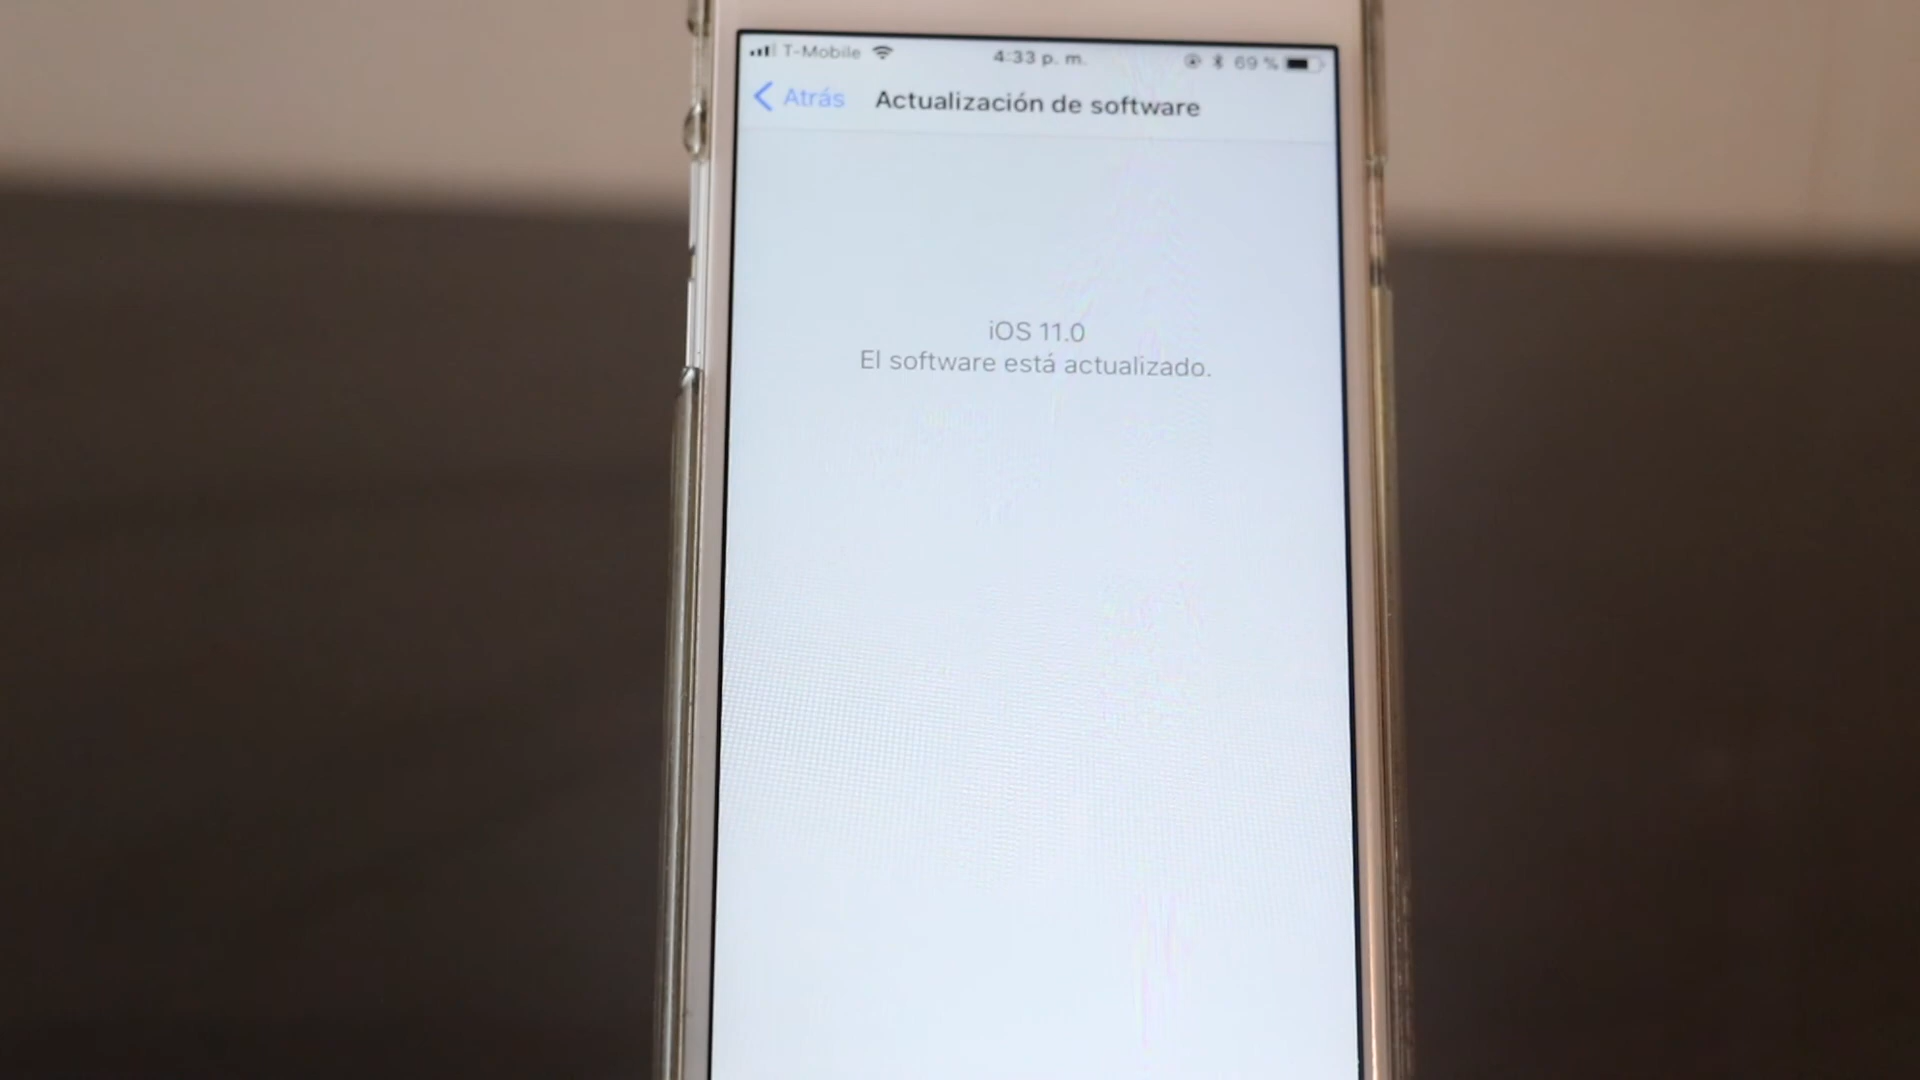 T-Mobile 4:33 p. m. 69 %
Atrás Actualización de software
iOS 11.0
El software está actualizado.